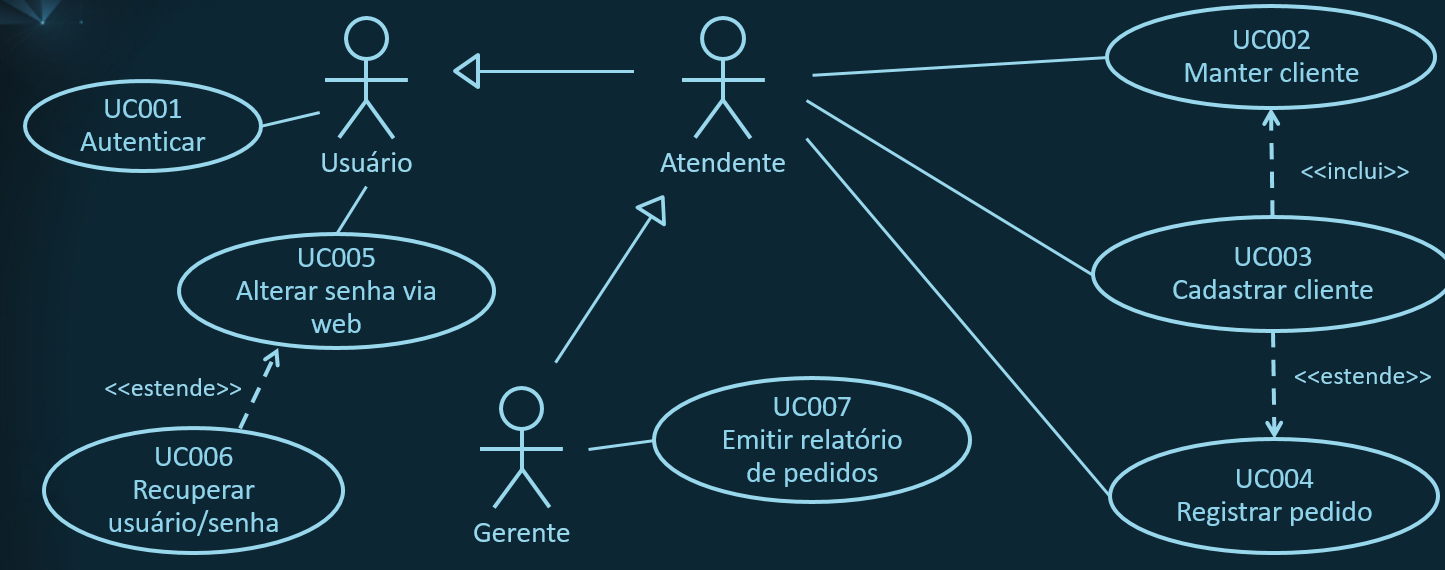 UC001
Autenticar
Usuário
Atendente
UC002
Manter cliente
<<inclui>>
UC003
Cadastrar cliente
<<estende>>
UC004
Registrar pedido
UC005
Alterar senha via
web
<<estende>>
UC006
Recuperar
usuário/senha
Gerente
UC007
Emitir relatório
de pedidos